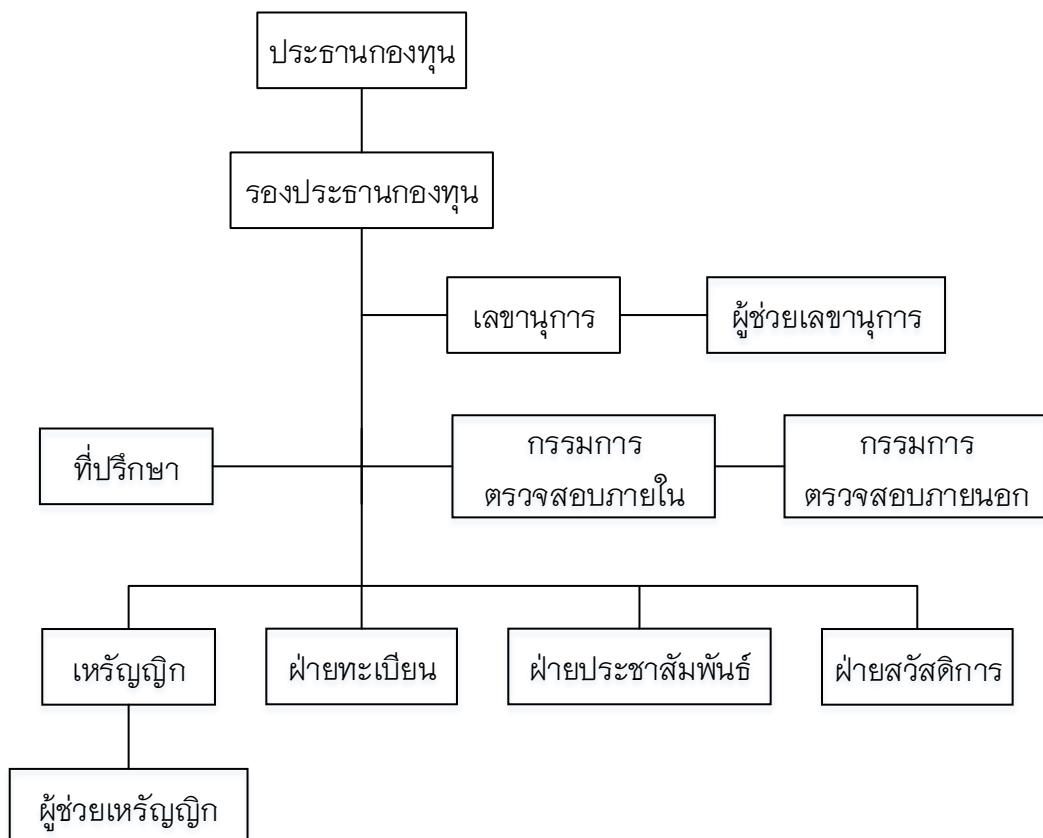 ประธานกองทุน
รองประธานกองทุน
เลขานุการ
ผู้ช่วยเลขานุการ
ที่ปรึกษา
กรรมการ
ตรวจสอบภายใน
กรรมการ
ตรวจสอบภายนอก
เหรัญญิก
ฝ่ายทะเบียน
ฝ่ายประชาสัมพันธ์
ฝ่ายสวัสดิการ
ผู้ช่วยเหรัญญิก